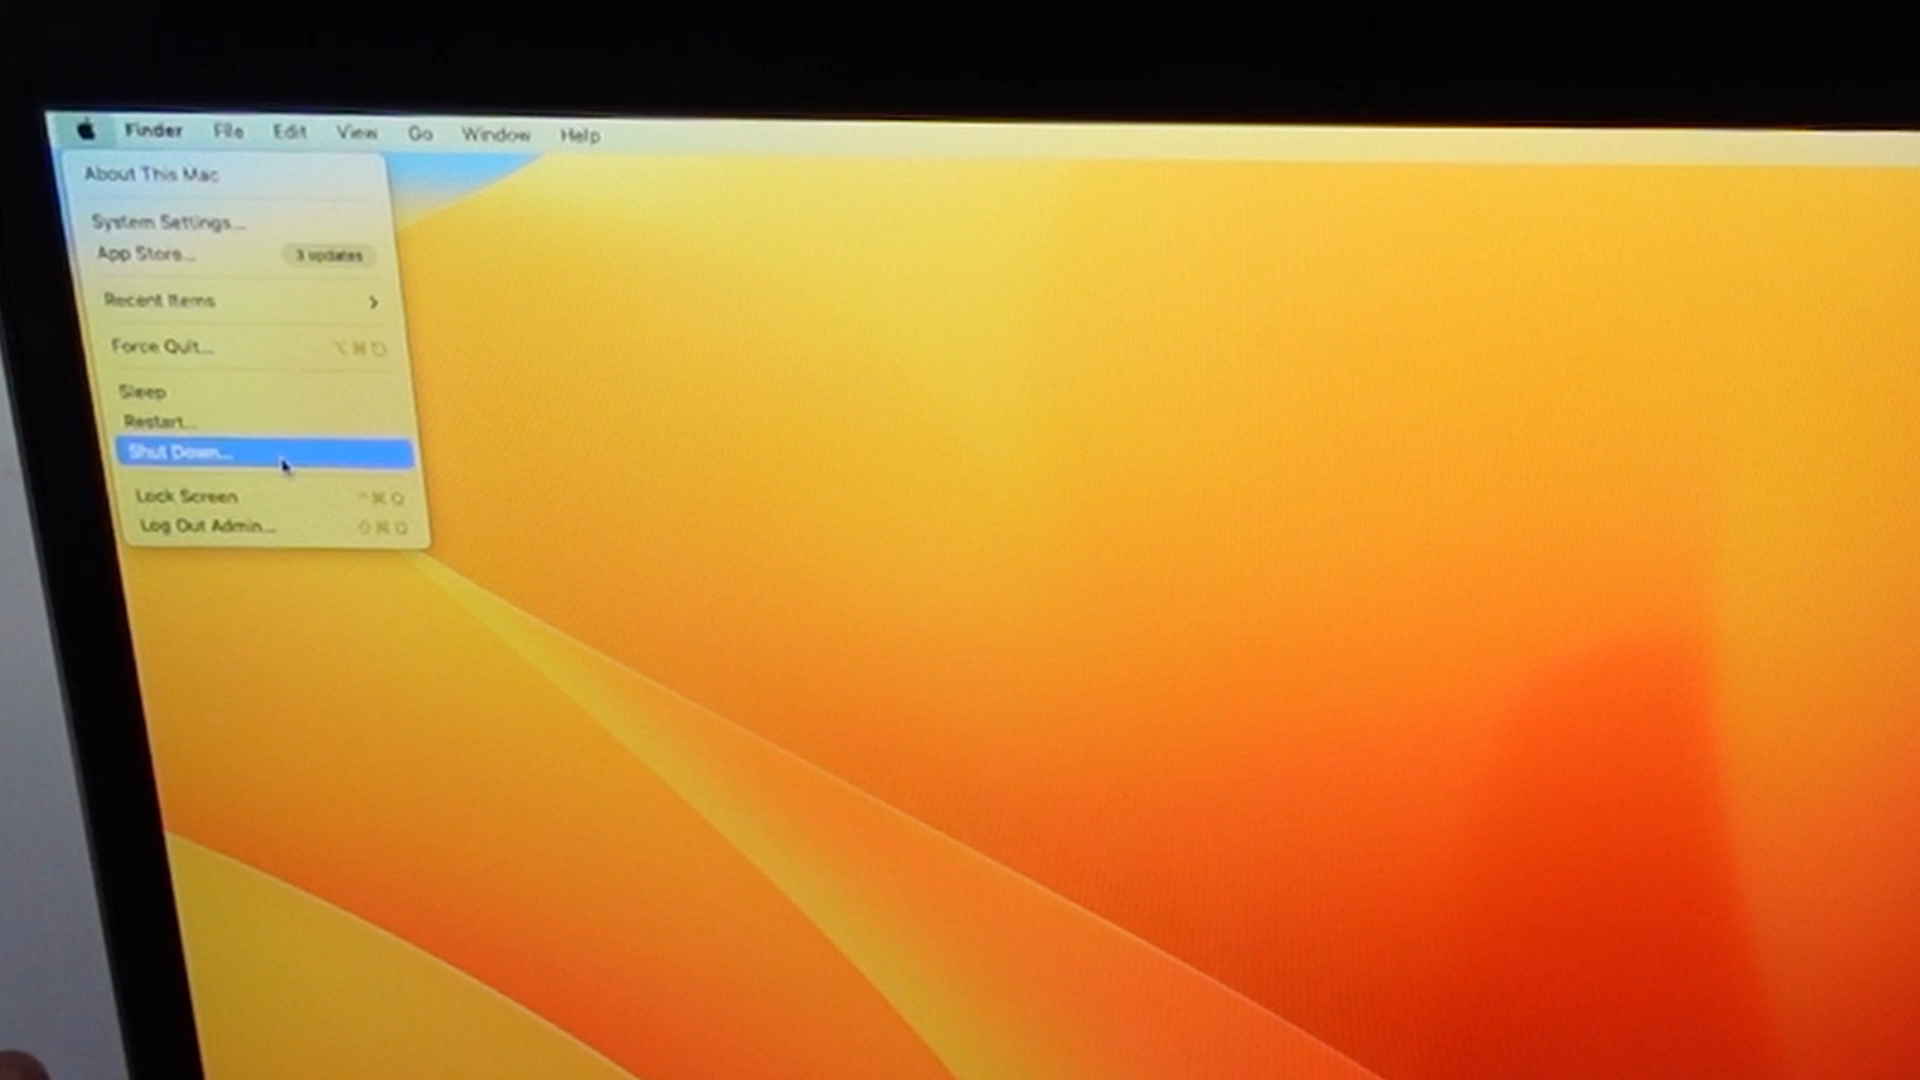 Finder File Edit View Go Window Help
About This Mac
System Settings...
App Store... 3 updates
Recent Items >
Force Quit... ⌥⌘⎋
Sleep
Restart...
Shut Down...
Lock Screen ^⌘Q
Log Out Admin... ⇧⌘Q